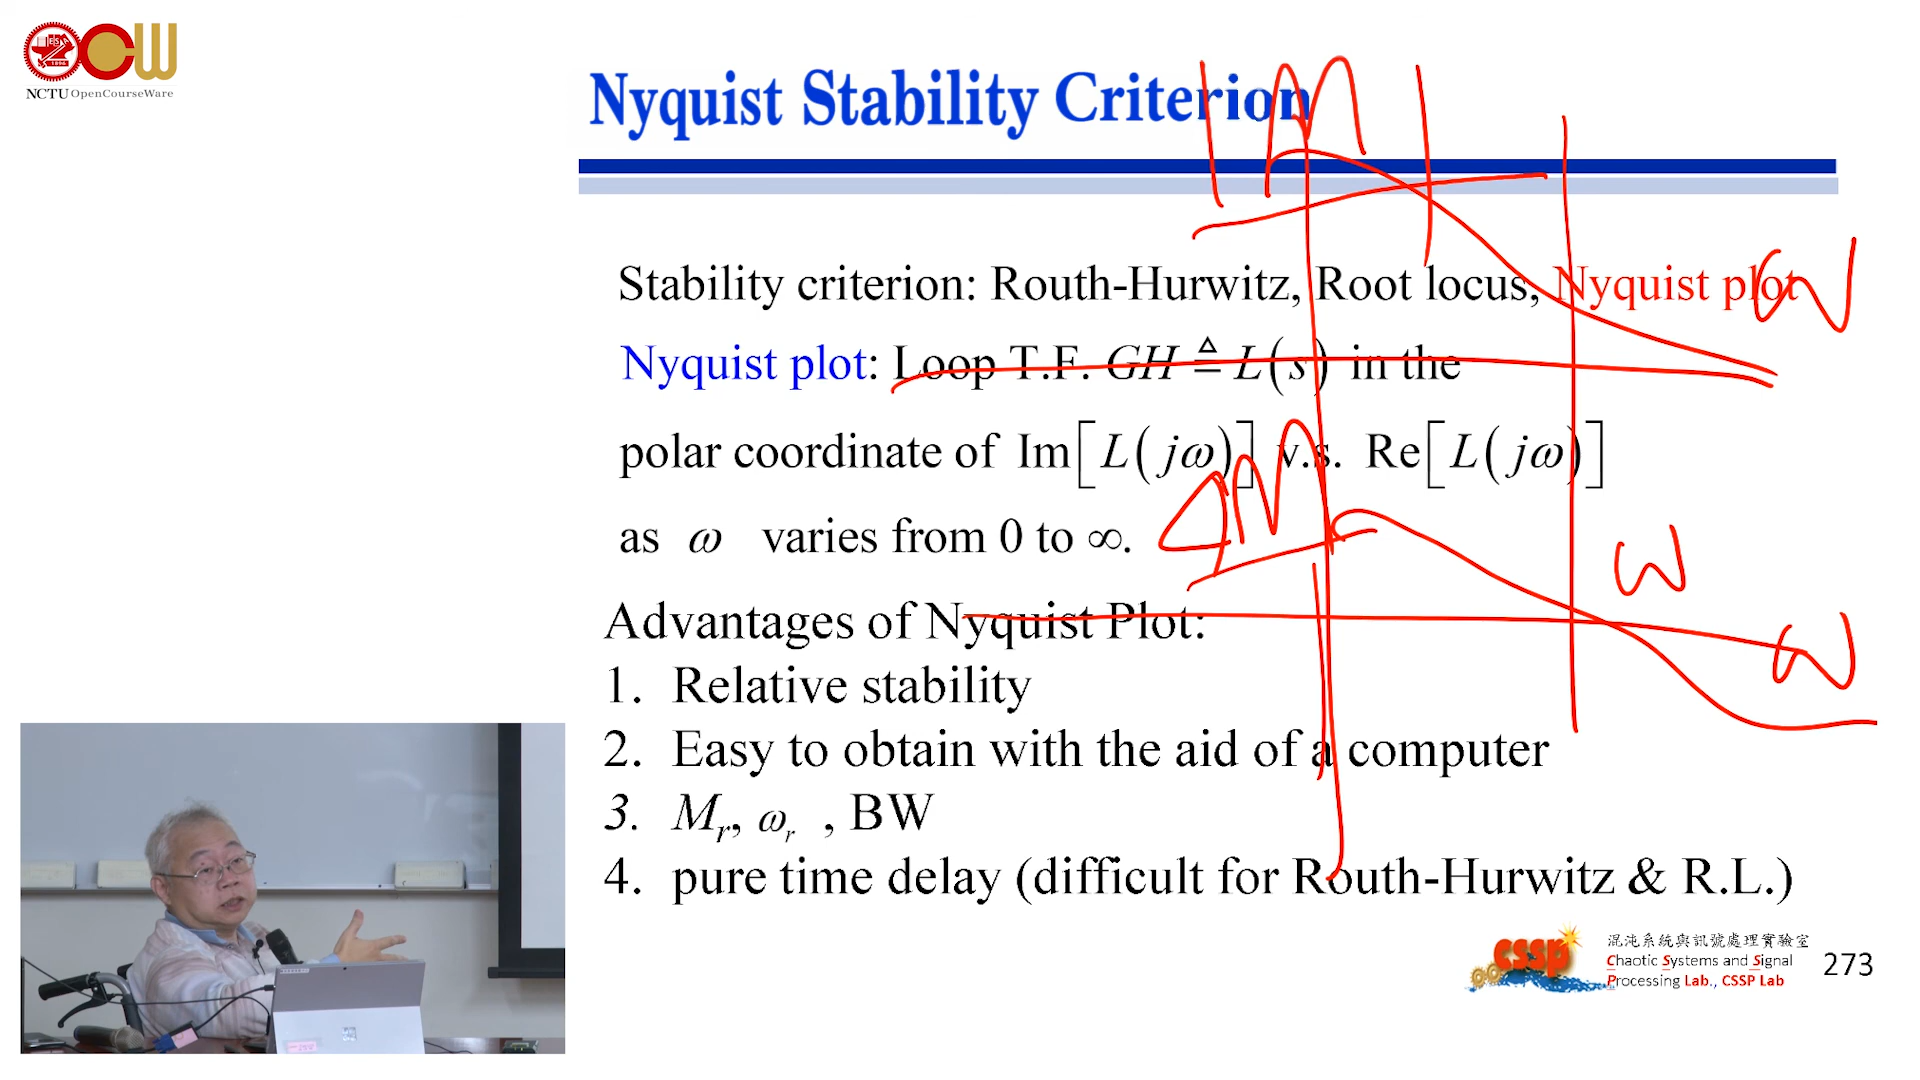 NCTU OpenCourseWare
Nyquist Stability Criterion
|M|
Stability criterion: Routh-Hurwitz, Root locus, Nyquist plot
ω
Nyquist plot: Loop T.F. GH ≜ L(s) in the
polar coordinate of Im[L(jω)] v.s. Re[L(jω)]
as ω varies from 0 to ∞.
∠M
ω
Advantages of Nyquist Plot:
ω
1. Relative stability
2. Easy to obtain with the aid of a computer
3. Mr, ωr , BW
4. pure time delay (difficult for Routh-Hurwitz & R.L.)
cssp
混沌系統與訊號處理實驗室
Chaotic Systems and Signal
Processing Lab., CSSP Lab
273